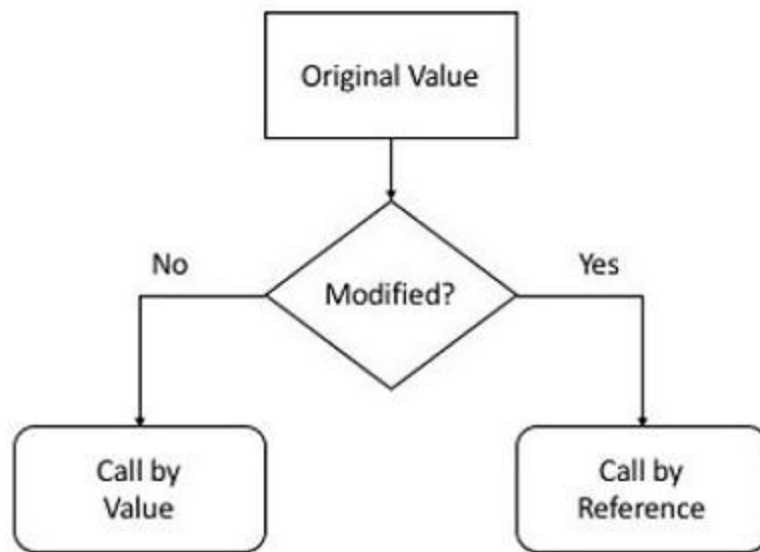 Original Value
No
Yes
Modified?
Call by
Value
Call by
Reference